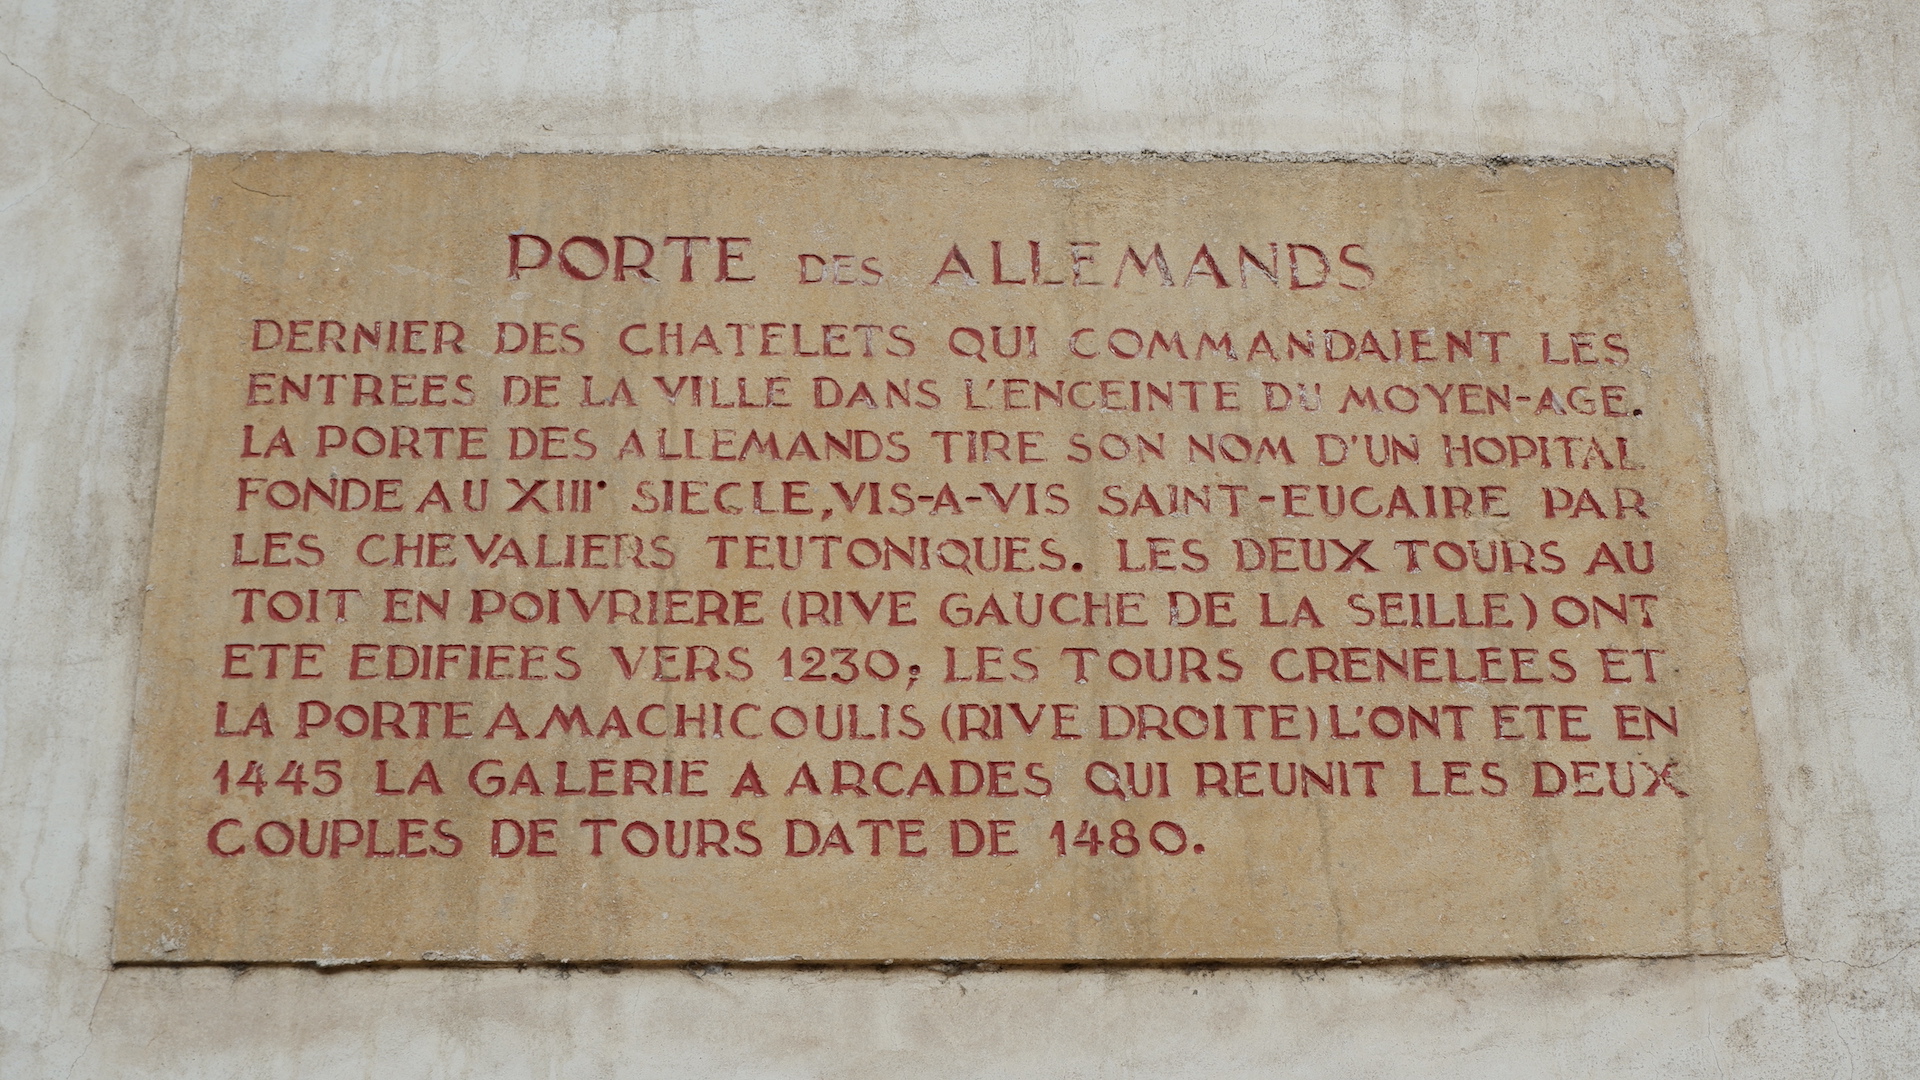 PORTE DES ALLEMANDS
DERNIER DES CHATELETS QUI COMMANDAIENT LES
ENTREES DE LA VILLE DANS L'ENCEINTE DU MOYEN-AGE.
LA PORTE DES ALLEMANDS TIRE SON NOM D'UN HOPITAL
FONDE AU XIII• SIECLE, VIS-A-VIS SAINT-EUCAIRE PAR
LES CHEVALIERS TEUTONIQUES. LES DEUX TOURS AU
TOIT EN POIVRIERE (RIVE GAUCHE DE LA SEILLE) ONT
ETE EDIFIEES VERS 1230; LES TOURS CRENELEES ET
LA PORTE A MACHICOULIS (RIVE DROITE) L'ONT ETE EN
1445 LA GALERIE A ARCADES QUI REUNIT LES DEUX
COUPLES DE TOURS DATE DE 1480.